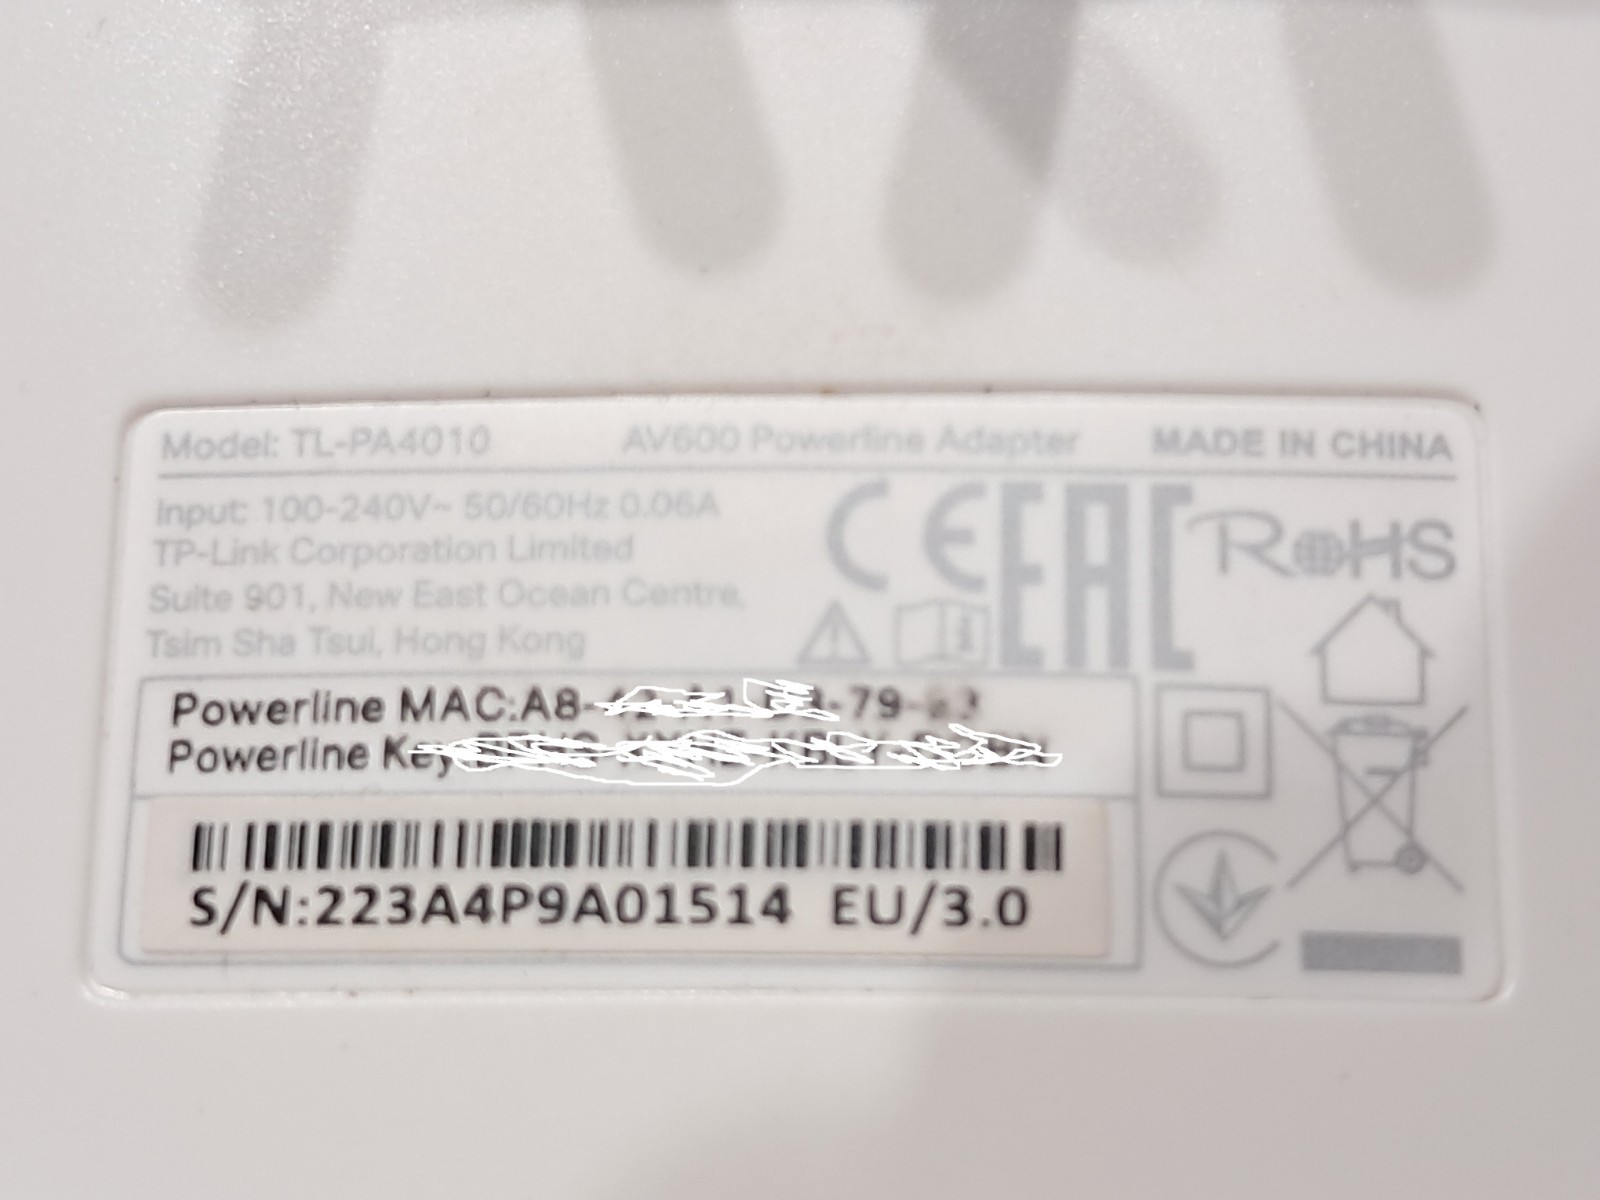 Model: TL-PA4010 AV600 Powerline Adapter MADE IN CHINA
Input: 100-240V~ 50/60Hz 0.06A
TP-Link Corporation Limited
Suite 901, New East Ocean Centre,
Tsim Sha Tsui, Hong Kong
CE EAC RoHS
Powerline MAC:A8- -79-
Powerline Key
S/N:223A4P9A01514 EU/3.0